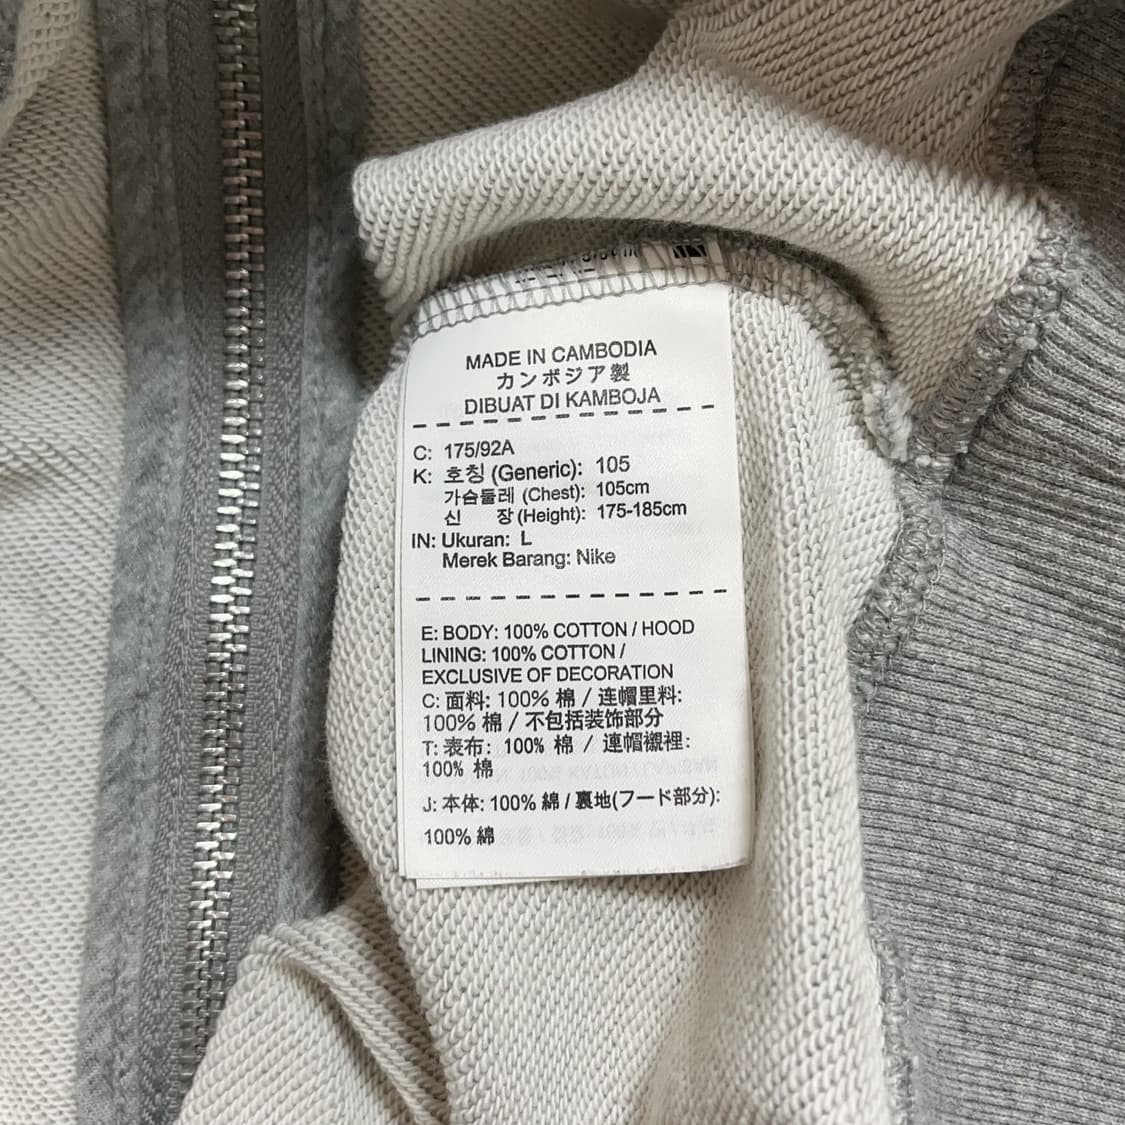 MADE IN CAMBODIA
カンボジア製
DIBUAT DI KAMBOJA
C: 175/92A
K: 호칭 (Generic): 105
가슴둘레 (Chest): 105cm
신 장 (Height): 175-185cm
IN: Ukuran: L
Merek Barang: Nike
E: BODY: 100% COTTON / HOOD
LINING: 100% COTTON /
EXCLUSIVE OF DECORATION
C: 面料: 100% 棉 / 连帽里料:
100% 棉 / 不包括装饰部分
T: 表布: 100% 棉 / 連帽襯裡:
100% 棉
J: 本体: 100% 綿 / 裏地(フード部分):
100% 綿